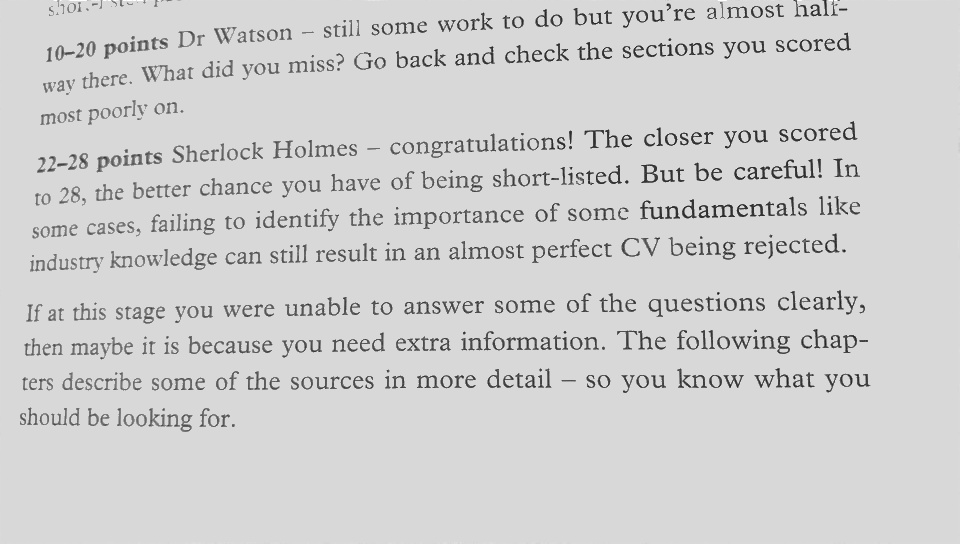 10–20 points Dr Watson – still some work to do but you're almost half-
way there. What did you miss? Go back and check the sections you scored
most poorly on.
22–28 points Sherlock Holmes – congratulations! The closer you scored
to 28, the better chance you have of being short-listed. But be careful! In
some cases, failing to identify the importance of some fundamentals like
industry knowledge can still result in an almost perfect CV being rejected.
If at this stage you were unable to answer some of the questions clearly,
then maybe it is because you need extra information. The following chap-
ters describe some of the sources in more detail – so you know what you
should be looking for.